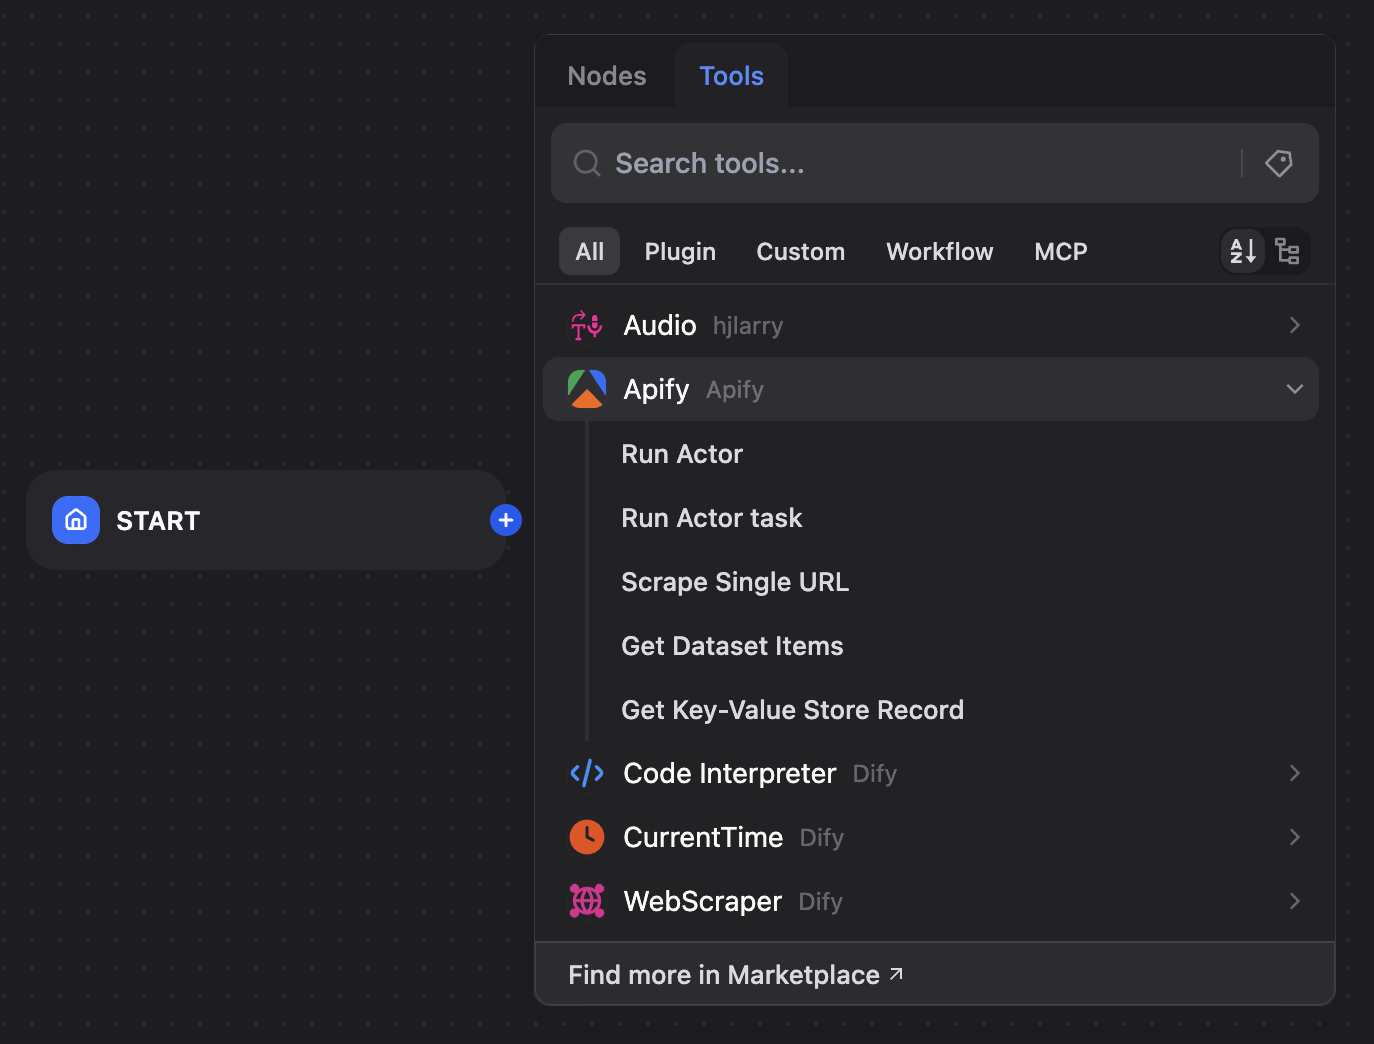 Nodes Tools
Search tools...
All Plugin Custom Workflow MCP
Audio hjlarry
Apify Apify
Run Actor
Run Actor task
Scrape Single URL
START
Get Dataset Items
Get Key-Value Store Record
Code Interpreter Dify
CurrentTime Dify
WebScraper Dify
Find more in Marketplace